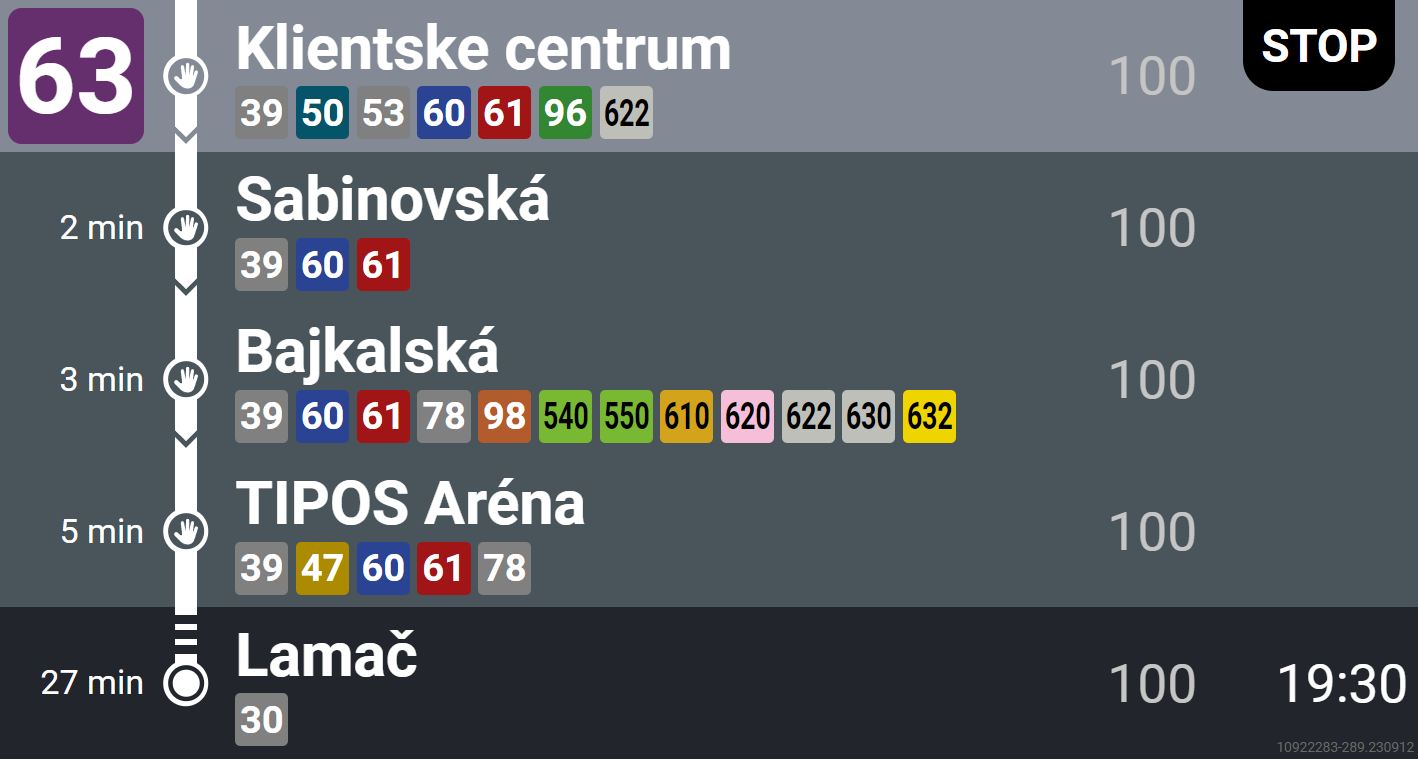 63
Klientske centrum
100
STOP
39 50 53 60 61 96 622
2 min
Sabinovská
100
39 60 61
3 min
Bajkalská
100
39 60 61 78 98 540 550 610 620 622 630 632
5 min
TIPOS Aréna
100
39 47 60 61 78
27 min
Lamač
100
19:30
30
10922283-289.230912